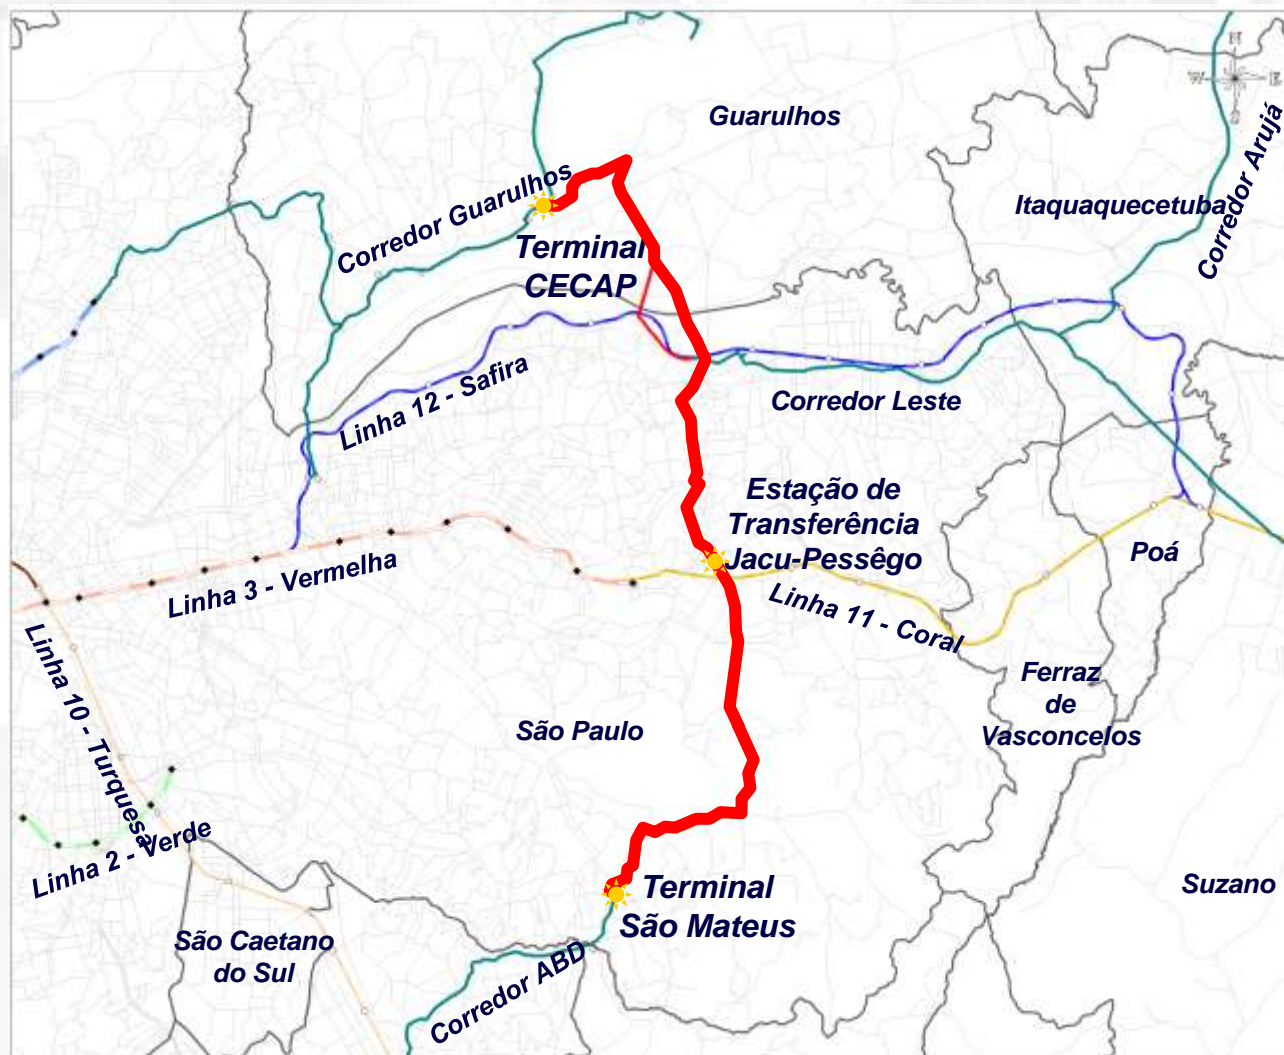 N
W
E
S
Guarulhos
Corredor Arujá
Itaquaquecetuba
Corredor Guarulhos
Terminal
CECAP
Linha 12 - Safira
Corredor Leste
Estação de
Transferência
Jacu-Pessêgo
Poá
Linha 3 - Vermelha
Linha 11 - Coral
Linha 10 - Turquesa
Ferraz
de
Vasconcelos
São Paulo
Linha 2 - Verde
Terminal
São Mateus
Suzano
São Caetano
do Sul
Corredor ABD